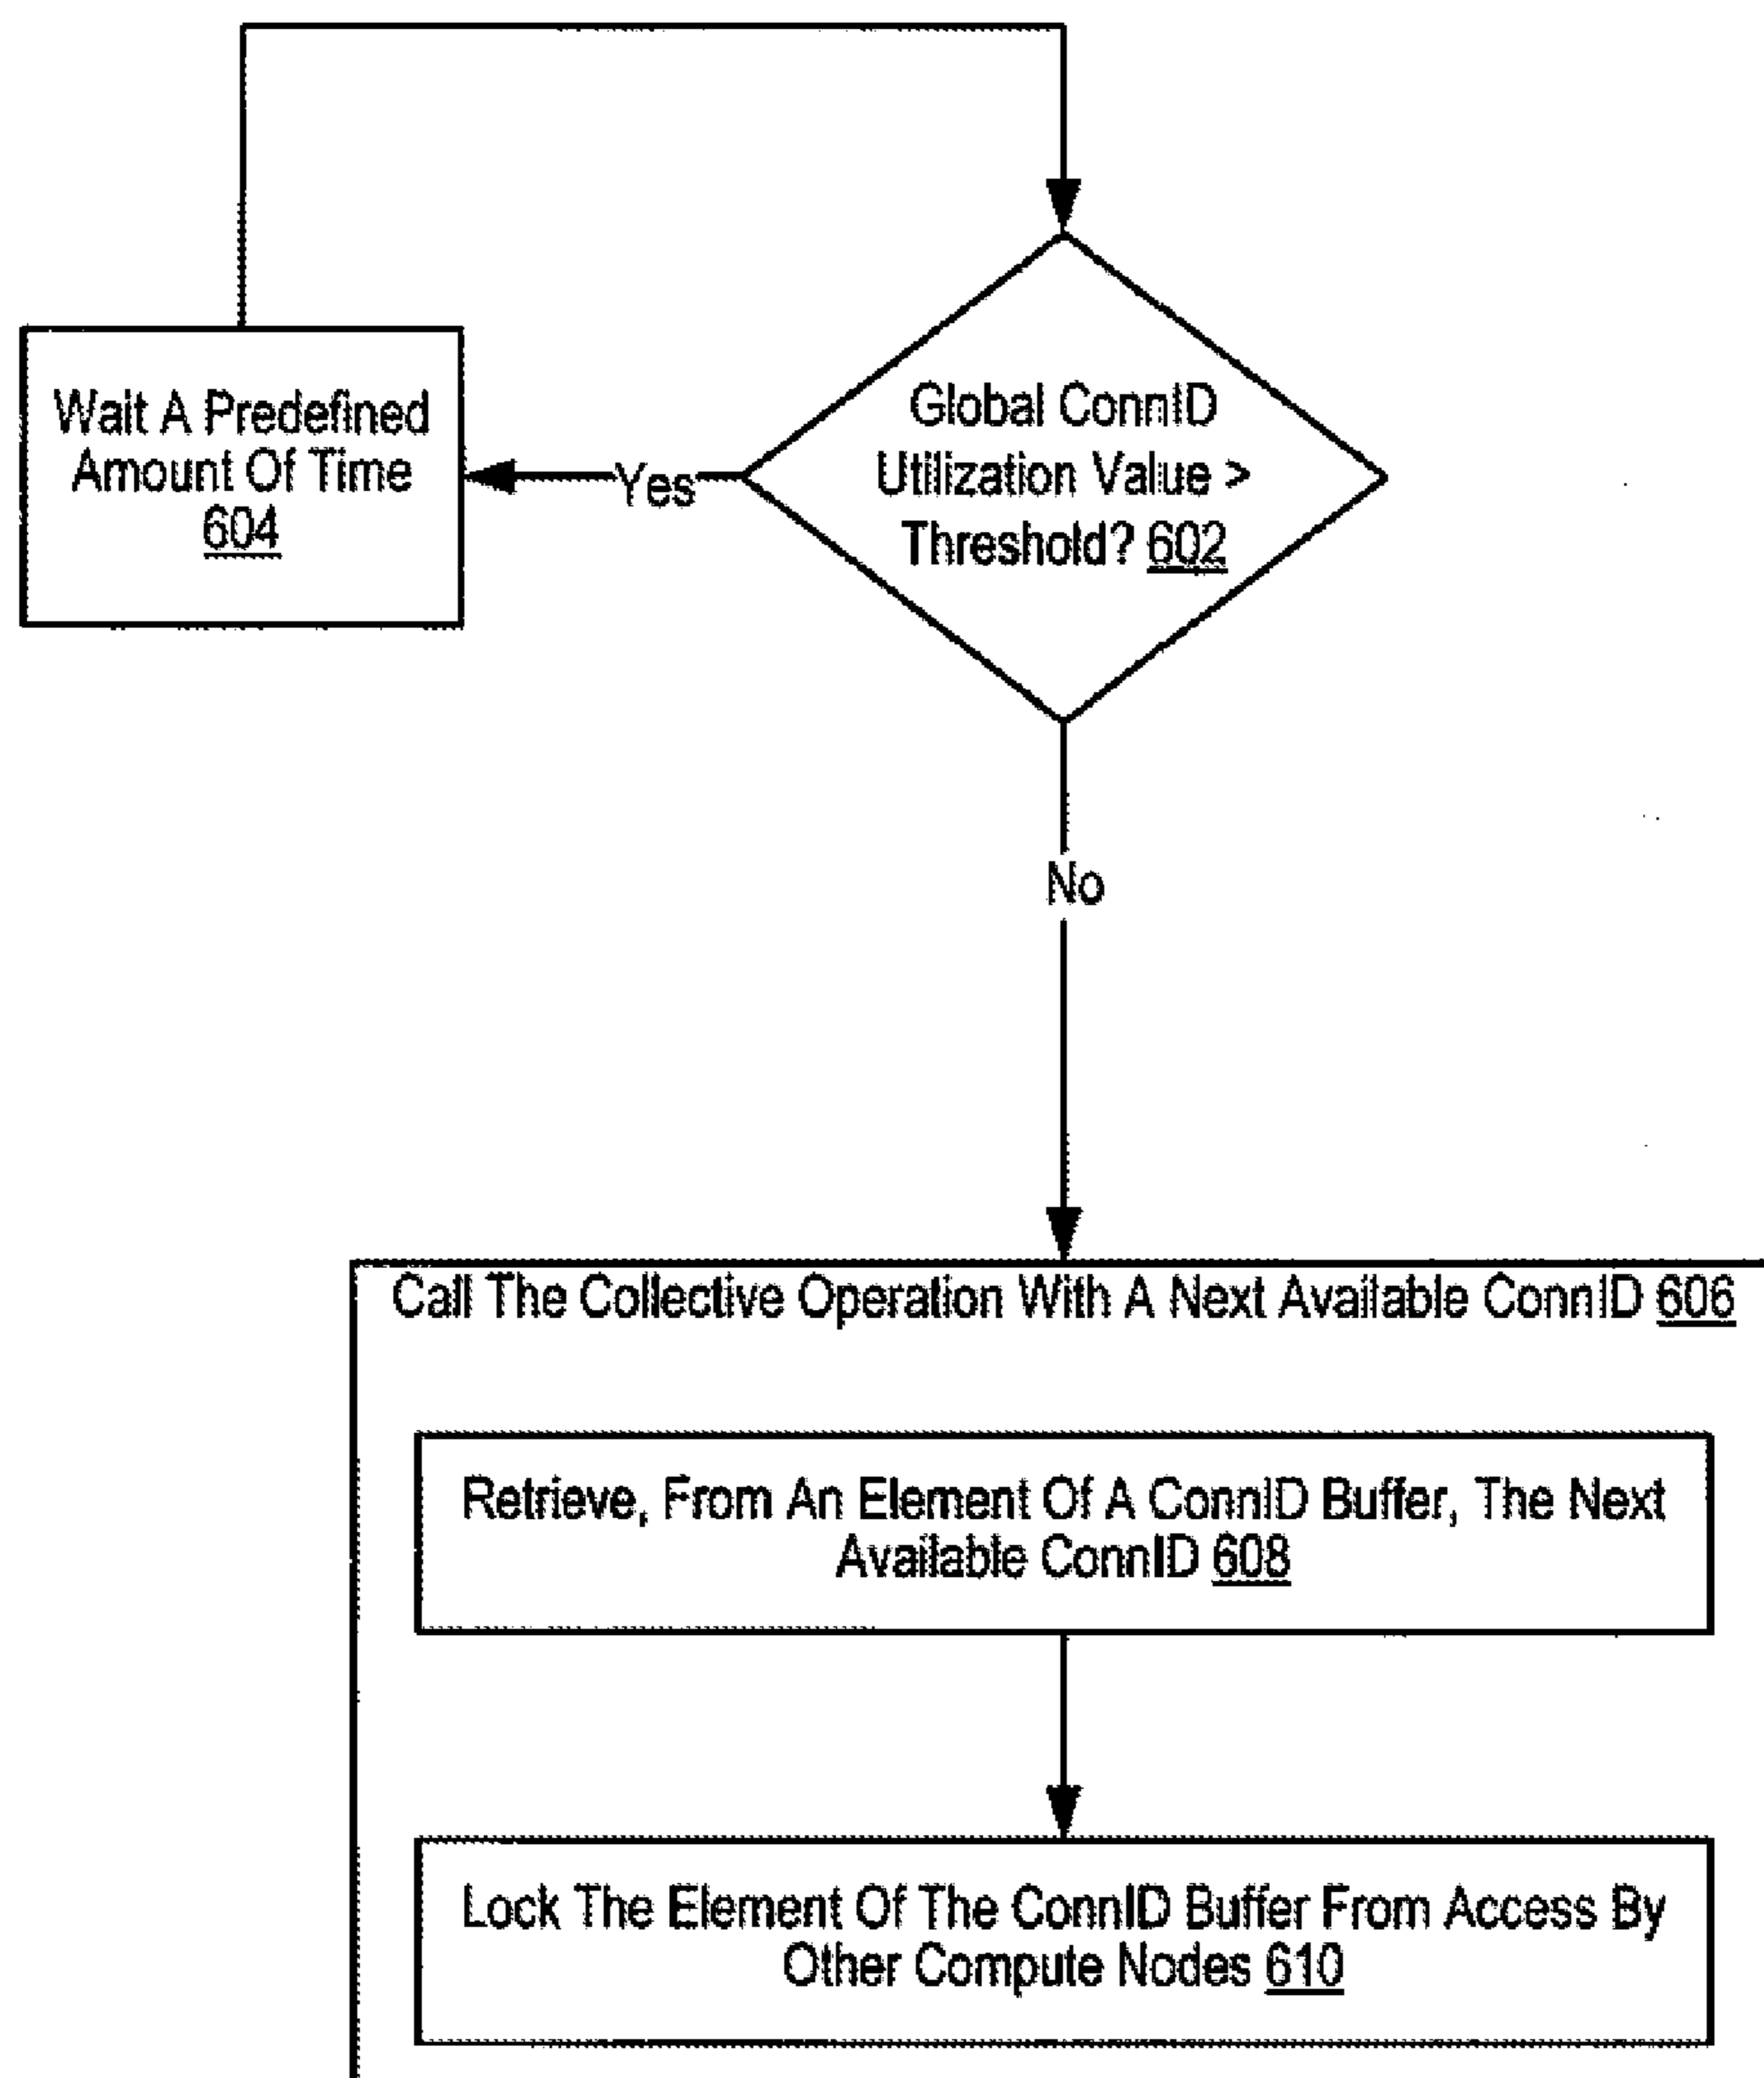 Global ConnID
Utilization Value >
Threshold? 602
Yes
Wait A Predefined
Amount Of Time
604
No
Call The Collective Operation With A Next Available ConnID 606
Retrieve, From An Element Of A ConnID Buffer, The Next
Available ConnID 608
Lock The Element Of The ConnID Buffer From Access By
Other Compute Nodes 610